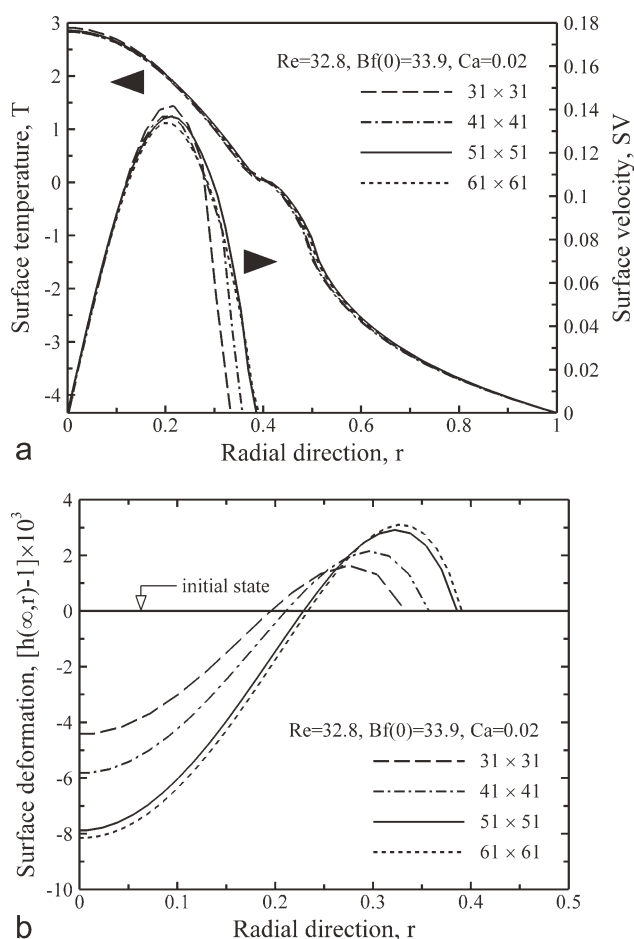 3
2
1
0
-1
-2
-3
-4
Surface temperature, T
Re=32.8, Bf(0)=33.9, Ca=0.02
31 × 31
41 × 41
51 × 51
61 × 61
0.18
0.16
0.14
0.12
0.1
0.08
0.06
0.04
0.02
0
Surface velocity, SV
0 0.2 0.4 0.6 0.8 1
Radial direction, r
a
4
2
0
-2
-4
-6
-8
-10
Surface deformation, [h(∞,r)-1]×10³
initial state
Re=32.8, Bf(0)=33.9, Ca=0.02
31 × 31
41 × 41
51 × 51
61 × 61
0 0.1 0.2 0.3 0.4 0.5
Radial direction, r
b